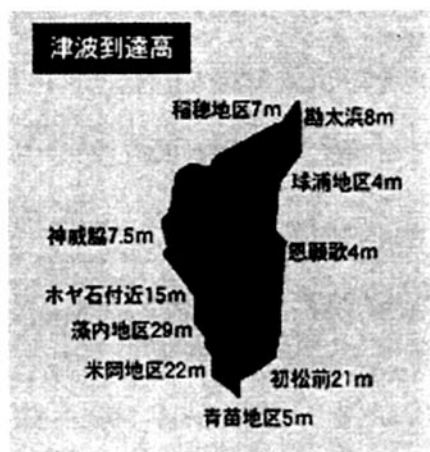 津波到達高
稲穂地区7m
勘太浜8m
球浦地区4m
神威脇7.5m
恩顧歌4m
ホヤ石付近15m
藻内地区29m
米岡地区22m
初松前21m
青苗地区5m